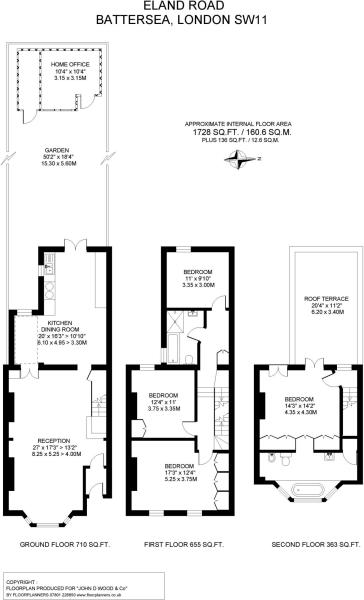 ELAND ROAD
BATTERSEA, LONDON SW11
HOME OFFICE
10'4" x 10'4"
3.15 x 3.15M
APPROXIMATE INTERNAL FLOOR AREA
1728 SQ.FT. / 160.6 SQ.M.
PLUS 136 SQ.FT. / 12.6 SQ.M.
N
GARDEN
50'2" x 18'4"
15.30 x 5.60M
BEDROOM
11' x 9'10"
3.35 x 3.00M
ROOF TERRACE
20'4" x 11'2"
6.20 x 3.40M
KITCHEN
DINING ROOM
20' x 16'3" > 10'10"
6.10 x 4.95 > 3.30M
BEDROOM
12'4" x 11'
3.75 x 3.35M
BEDROOM
14'3" x 14'2"
4.35 x 4.30M
RECEPTION
27' x 17'3" > 13'2"
8.25 x 5.25 > 4.00M
BEDROOM
17'3" x 12'4"
5.25 x 3.75M
GROUND FLOOR 710 SQ.FT.
FIRST FLOOR 655 SQ.FT.
SECOND FLOOR 363 SQ.FT.
COPYRIGHT :
FLOORPLAN PRODUCED FOR "JOHN D WOOD & Co"
BY FLOORPLANNERS 07801 228850 www.floorplanners.co.uk